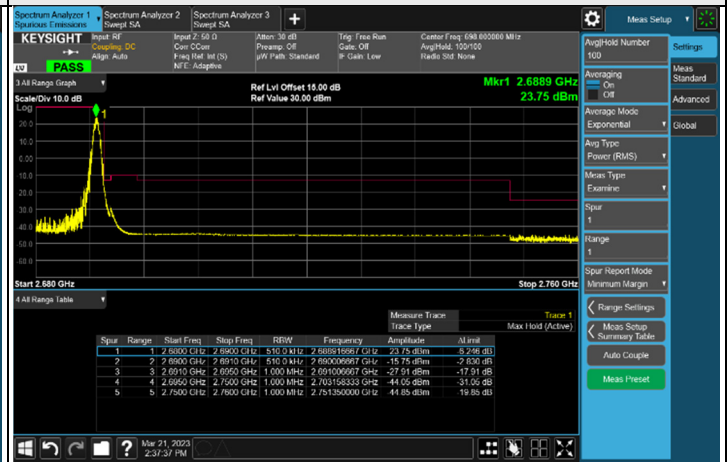 Spectrum Analyzer 1
Spurious Emissions
Spectrum Analyzer 2
Swept SA
Spectrum Analyzer 3
Swept SA
+
Meas Setup
KEYSIGHT
Input: RF
Coupling: DC
Align: Auto
Input Z: 50 Ω
Corr CCorr
Freq Ref: Int (S)
NFE: Adaptive
Atten: 30 dB
Preamp: Off
µW Path: Standard
Trig: Free Run
Gate: Off
IF Gain: Low
Center Freq: 698.000000 MHz
Avg|Hold: 100/100
Radio Std: None
LXI
PASS
3 All Range Graph
Scale/Div 10.0 dB
Ref Lvl Offset 15.00 dB
Ref Value 30.00 dBm
Mkr1 2.6889 GHz
23.75 dBm
Log
1
20.0
10.0
0.00
-10.0
-20.0
-30.0
-40.0
-50.0
-60.0
Start 2.680 GHz
Stop 2.760 GHz
4 All Range Table
Measure Trace Trace 1
Trace Type Max Hold (Active)
Spur Range Start Freq Stop Freq RBW Frequency Amplitude ΔLimit
1 1 2.6800 GHz 2.6900 GHz 510.0 kHz 2.688916667 GHz 23.75 dBm -6.246 dB
2 2 2.6900 GHz 2.6910 GHz 510.0 kHz 2.690006667 GHz -15.75 dBm -2.830 dB
3 3 2.6910 GHz 2.6950 GHz 1.000 MHz 2.691006667 GHz -27.91 dBm -17.91 dB
4 4 2.6950 GHz 2.7500 GHz 1.000 MHz 2.703158333 GHz -44.05 dBm -31.05 dB
5 5 2.7500 GHz 2.7600 GHz 1.000 MHz 2.751350000 GHz -44.85 dBm -19.85 dB
Avg|Hold Number
100
Averaging
On
Off
Average Mode
Exponential
Avg Type
Power (RMS)
Meas Type
Examine
Spur
1
Range
1
Spur Report Mode
Minimum Margin
Range Settings
Meas Setup
Summary Table
Auto Couple
Meas Preset
Settings
Meas
Standard
Advanced
Global
?
Mar 21, 2023
2:37:37 PM